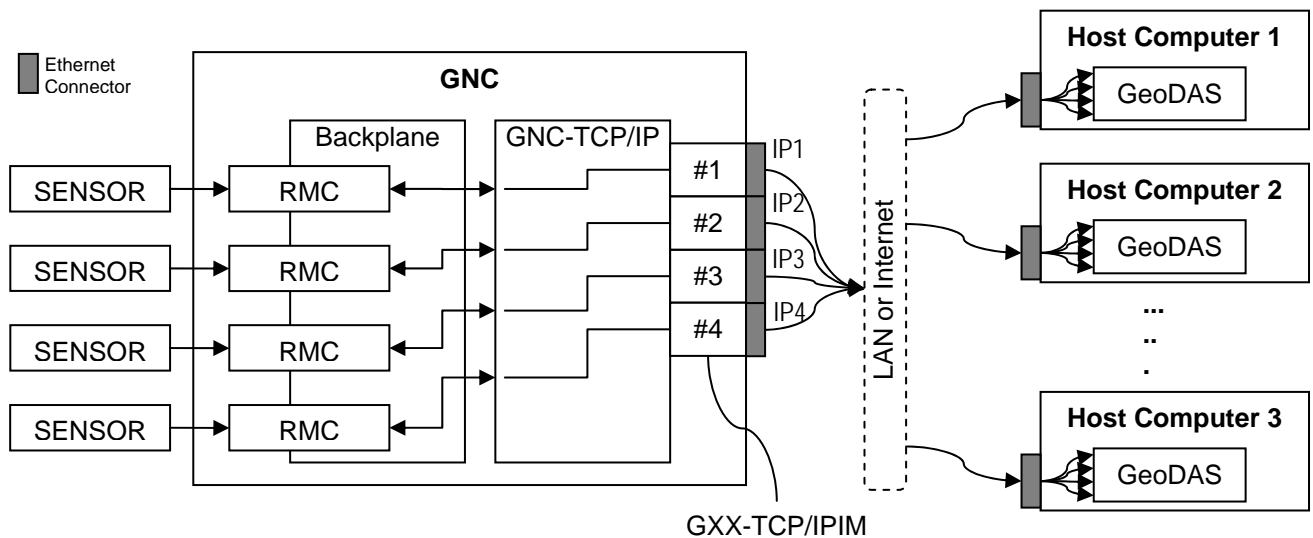 Ethernet
Connector
GNC
Backplane
GNC-TCP/IP
SENSOR
RMC
SENSOR
RMC
SENSOR
RMC
SENSOR
RMC
#1
#2
#3
#4
IP1
IP2
IP3
IP4
GXX-TCP/IPIM
LAN or Internet
Host Computer 1
GeoDAS
Host Computer 2
GeoDAS
...
..
.
Host Computer 3
GeoDAS